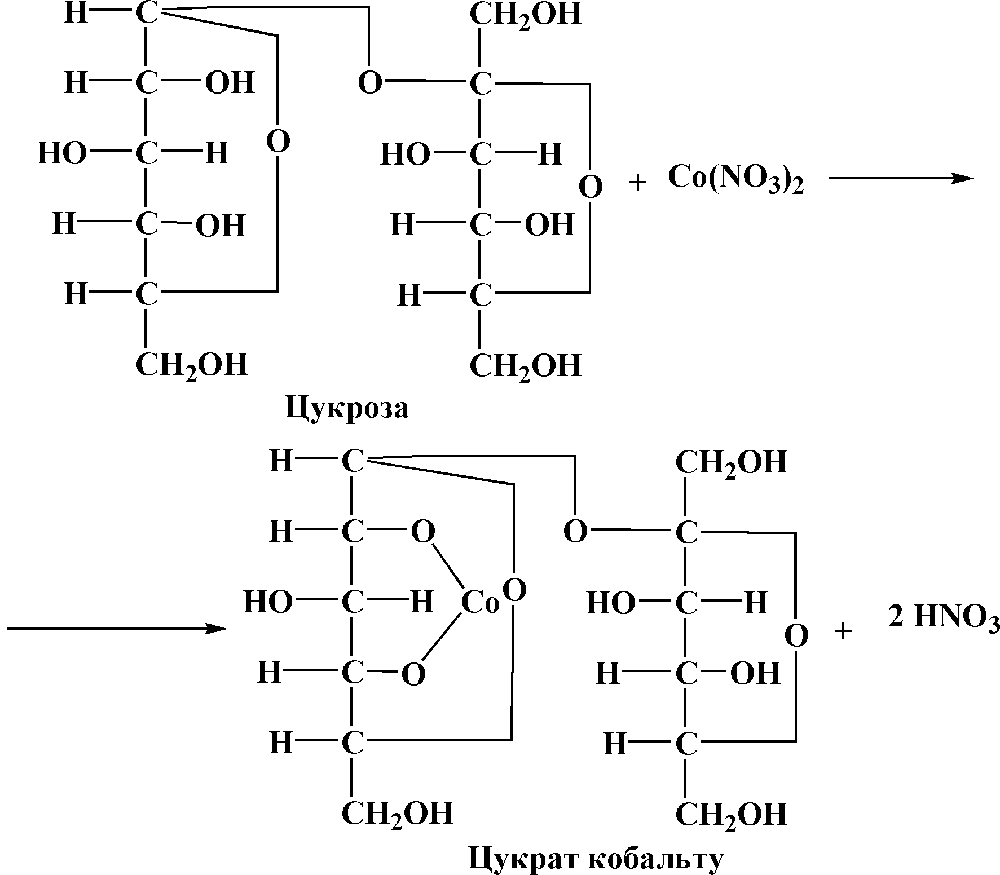 H C CH₂OH
H C OH O C
HO C H O HO C H
O + Co(NO₃)₂
H C OH H C OH
H C H C
CH₂OH CH₂OH
Цукроза
H C CH₂OH
H C O O C
HO C H Co O HO C H
O + 2 HNO₃
H C O H C OH
H C H C
CH₂OH CH₂OH
Цукрат кобальту